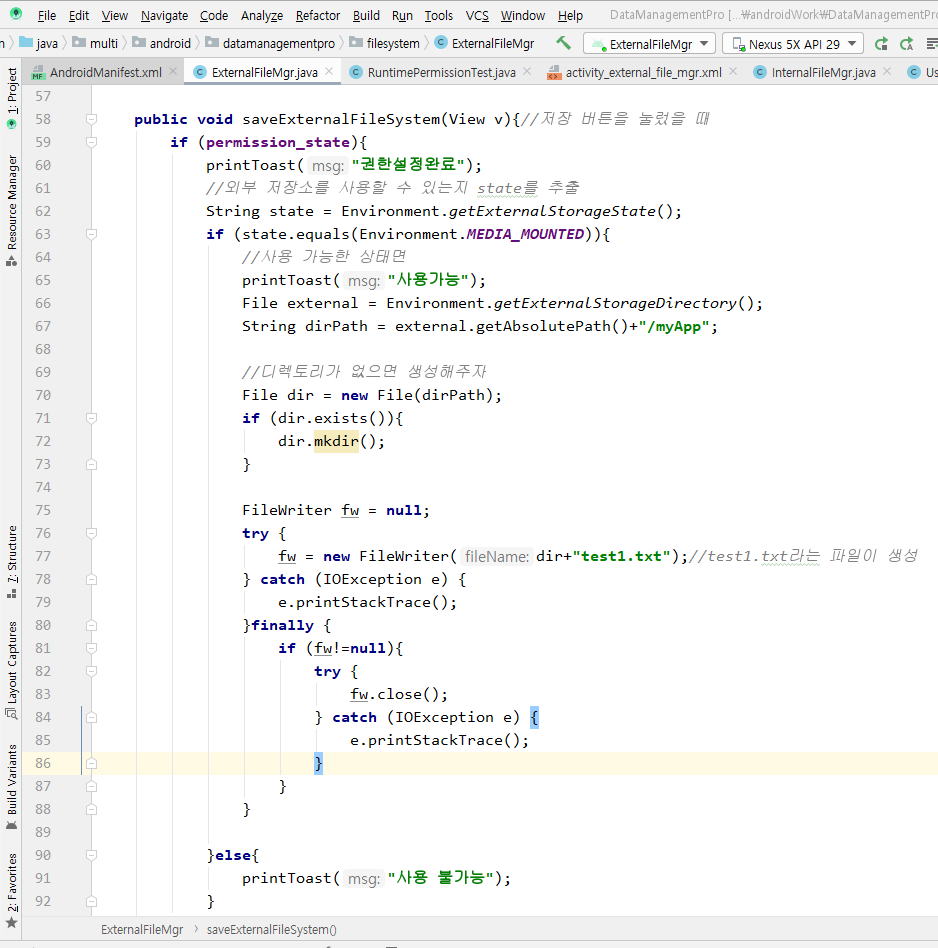 File Edit View Navigate Code Analyze Refactor Build Run Tools VCS Window Help DataManagementPro [...₩androidWork₩DataManagementPro
java multi android datamanagementpro filesystem ExternalFileMgr ExternalFileMgr Nexus 5X API 29
AndroidManifest.xml ExternalFileMgr.java RuntimePermissionTest.java activity_external_file_mgr.xml InternalFileMgr.java Us
1: Project
Resource Manager
7: Structure
Layout Captures
Build Variants
2: Favorites
57
58 public void saveExternalFileSystem(View v){//저장 버튼을 눌렀을 때
59 if (permission_state){
60 printToast( msg: "권한설정완료");
61 //외부 저장소를 사용할 수 있는지 state를 추출
62 String state = Environment.getExternalStorageState();
63 if (state.equals(Environment.MEDIA_MOUNTED)){
64 //사용 가능한 상태면
65 printToast( msg: "사용가능");
66 File external = Environment.getExternalStorageDirectory();
67 String dirPath = external.getAbsolutePath()+"/myApp";
68
69 //디렉토리가 없으면 생성해주자
70 File dir = new File(dirPath);
71 if (dir.exists()){
72 dir.mkdir();
73 }
74
75 FileWriter fw = null;
76 try {
77 fw = new FileWriter( fileName: dir+"test1.txt");//test1.txt라는 파일이 생성
78 } catch (IOException e) {
79 e.printStackTrace();
80 }finally {
81 if (fw!=null){
82 try {
83 fw.close();
84 } catch (IOException e) {
85 e.printStackTrace();
86 }
87 }
88 }
89
90 }else{
91 printToast( msg: "사용 불가능");
92 }
ExternalFileMgr › saveExternalFileSystem()